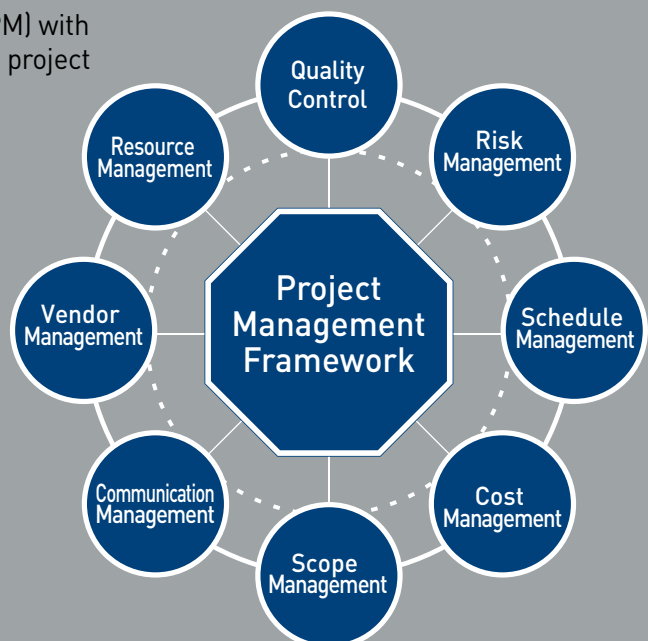 PM) with
project
Quality
Control
Risk
Management
Schedule
Management
Cost
Management
Scope
Management
Communication
Management
Vendor
Management
Resource
Management
Project
Management
Framework